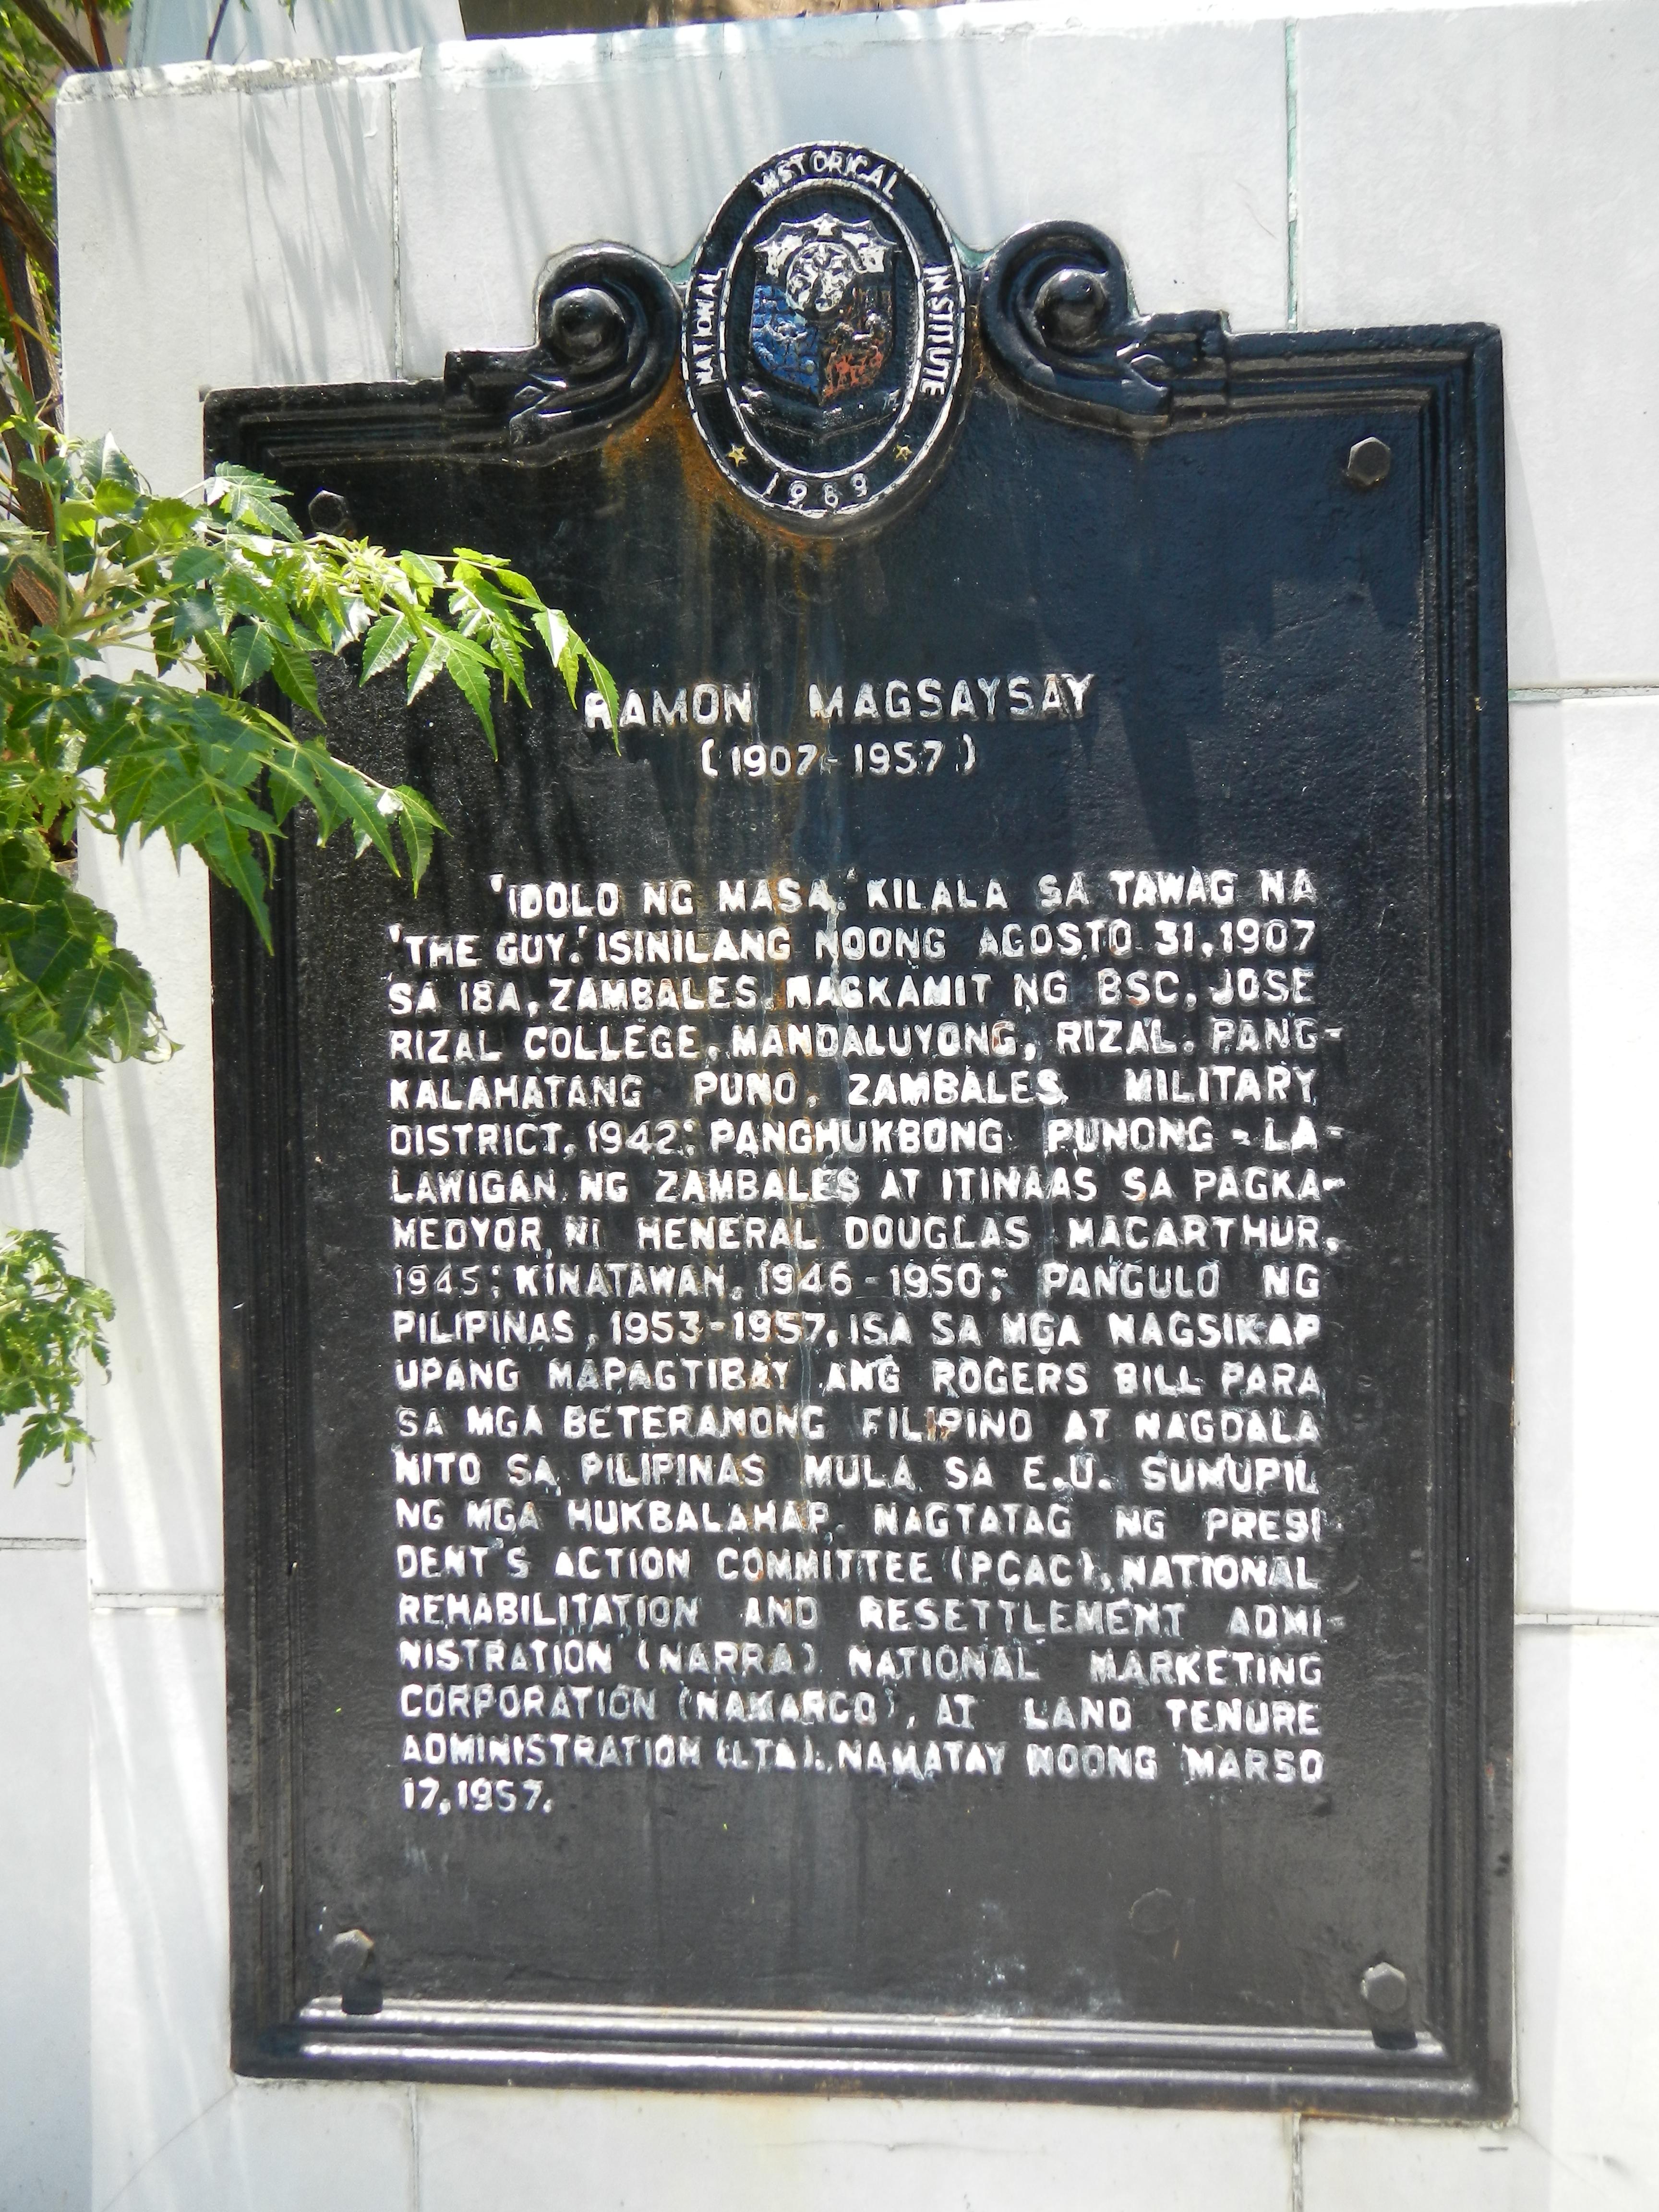 NATIONAL HISTORICAL INSTITUTE
1989
RAMON MAGSAYSAY
(1907-1957)
'IDOLO NG MASA.' KILALA SA TAWAG NA
'THE GUY.' ISINILANG NOONG AGOSTO 31, 1907
SA IBA, ZAMBALES. NAGKAMIT NG BSC, JOSE
RIZAL COLLEGE, MANDALUYONG, RIZAL. PANG-
KALAHATANG PUNO, ZAMBALES MILITARY
DISTRICT, 1942; PANGHUKBONG PUNONG-LA-
LAWIGAN NG ZAMBALES AT ITINAAS SA PAGKA-
MEDYOR NI HENERAL DOUGLAS MACARTHUR,
1945; KINATAWAN, 1946-1950; PANGULO NG
PILIPINAS, 1953-1957, ISA SA MGA NAGSIKAP
UPANG MAPAGTIBAY ANG ROGERS BILL PARA
SA MGA BETERANONG FILIPINO AT NAGDALA
NITO SA PILIPINAS MULA SA E.U. SUMUPIL
NG MGA HUKBALAHAP. NAGTATAG NG PRESI-
DENT'S ACTION COMMITTEE (PCAC), NATIONAL
REHABILITATION AND RESETTLEMENT ADMI-
NISTRATION (NARRA) NATIONAL MARKETING
CORPORATION (NAMARCO), AT LAND TENURE
ADMINISTRATION (LTA). NAMATAY NOONG MARSO
17, 1957.